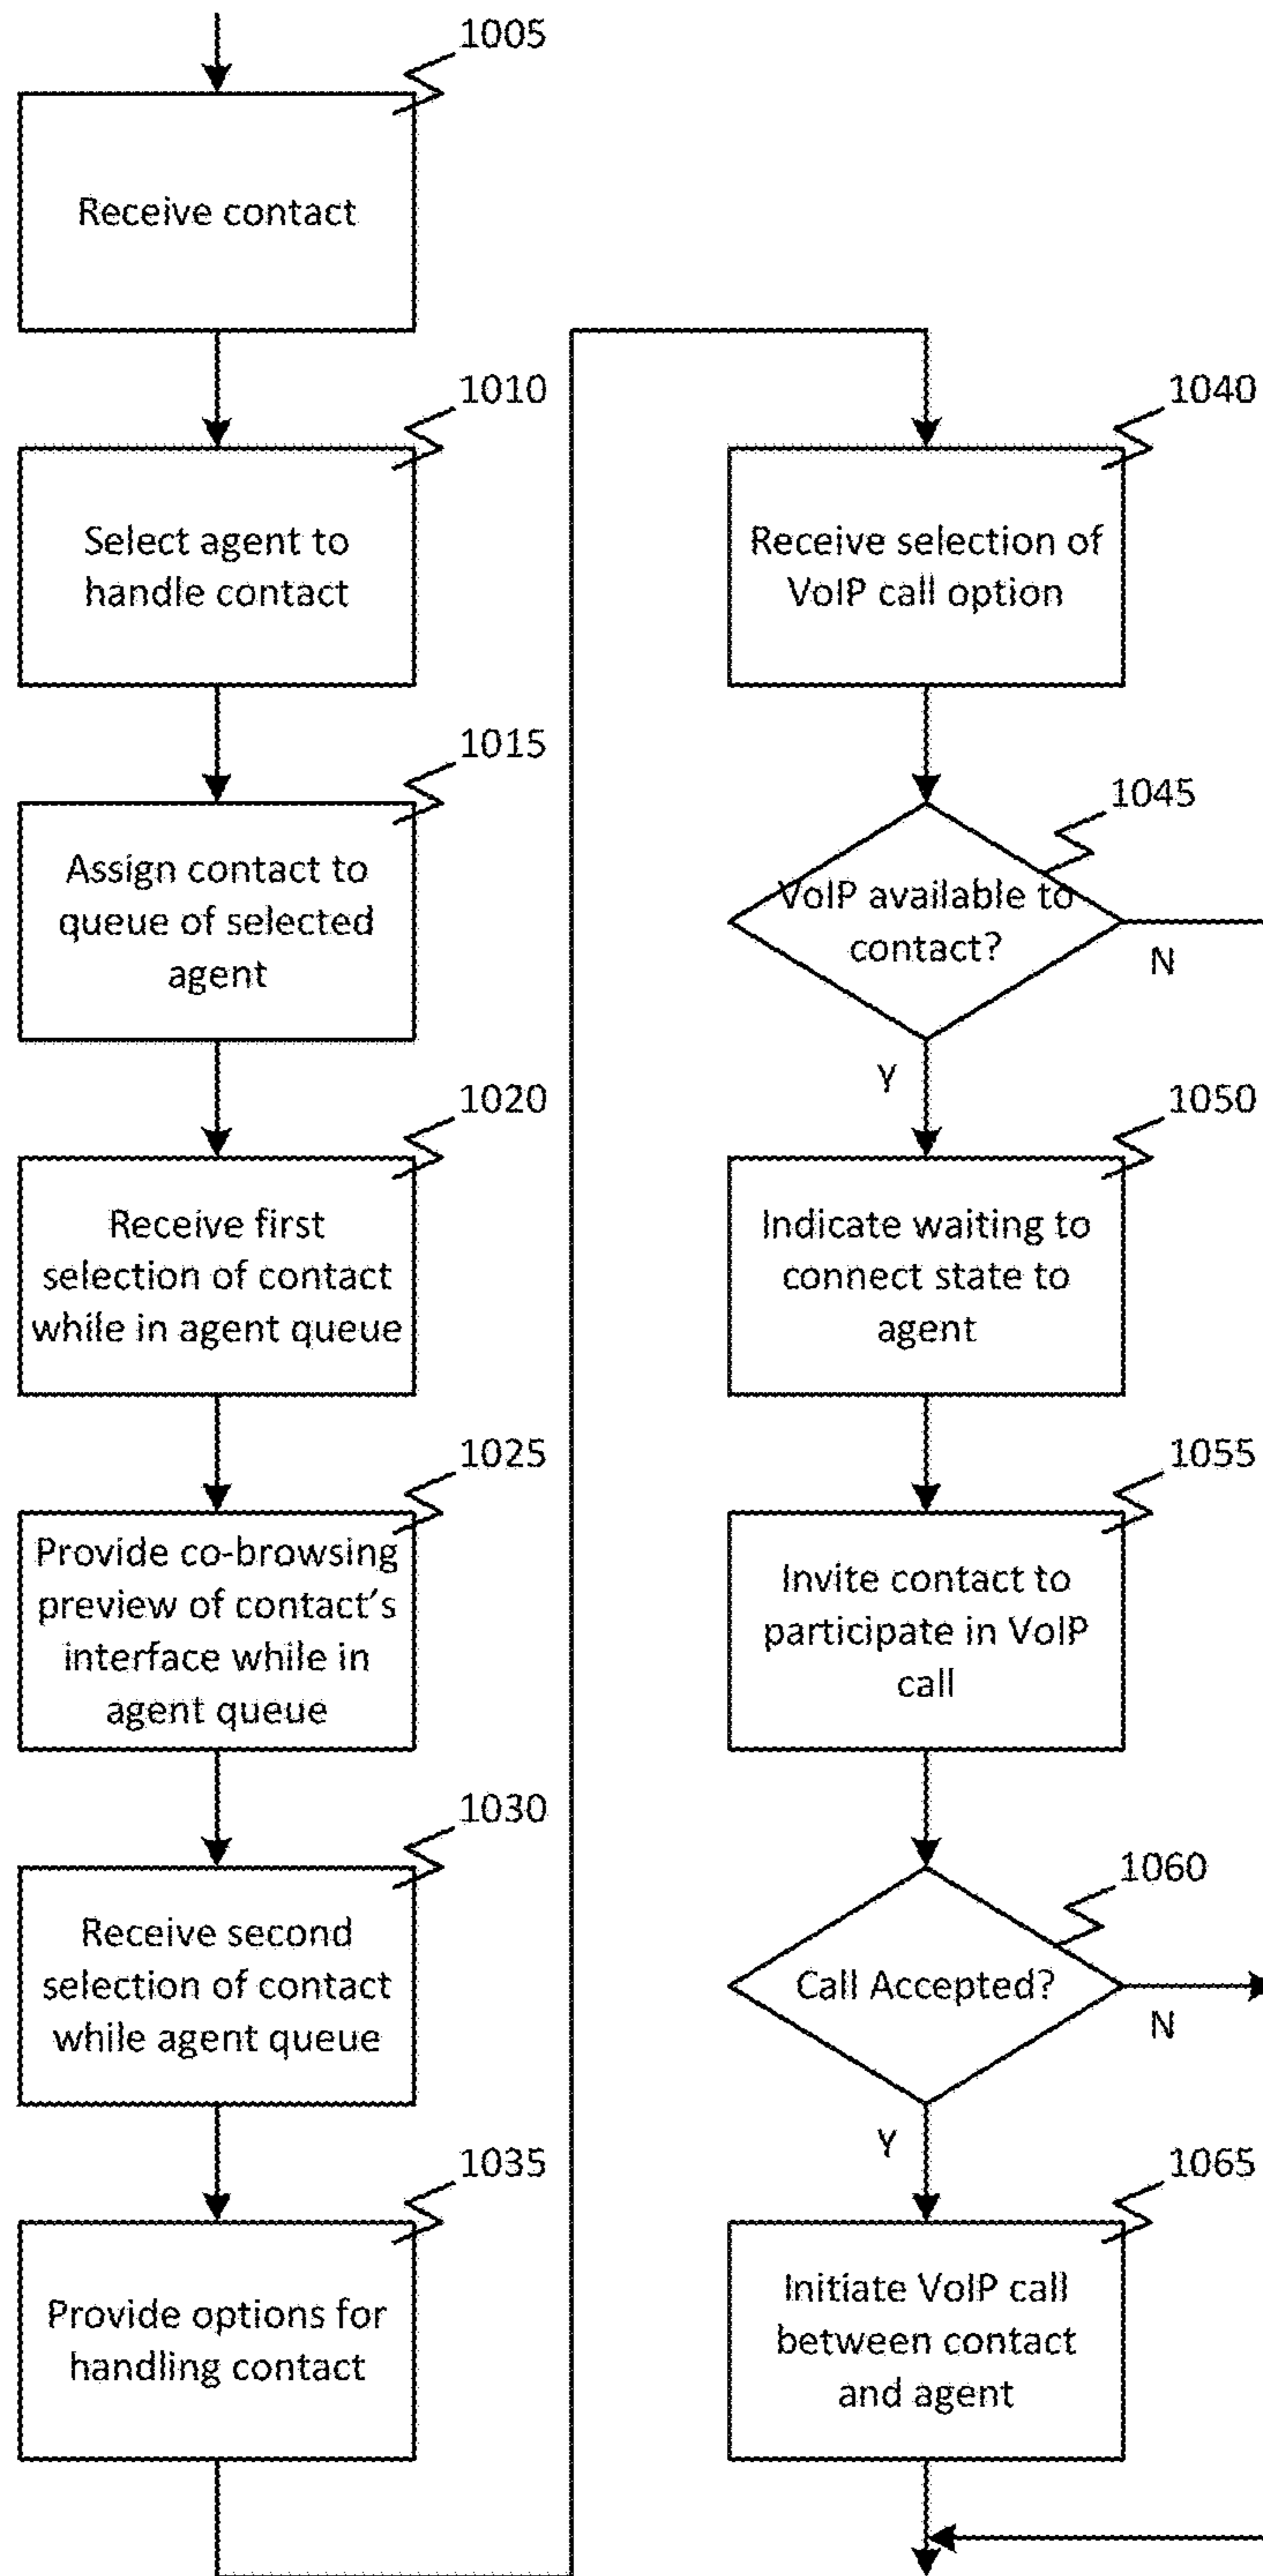 1005
Receive contact
1010
Select agent to
handle contact
1015
Assign contact to
queue of selected
agent
1020
Receive first
selection of contact
while in agent queue
1025
Provide co-browsing
preview of contact's
interface while in
agent queue
1030
Receive second
selection of contact
while agent queue
1035
Provide options for
handling contact
1040
Receive selection of
VoIP call option
1045
VoIP available to
contact?
N
Y
1050
Indicate waiting to
connect state to
agent
1055
Invite contact to
participate in VoIP
call
1060
Call Accepted?
N
Y
1065
Initiate VoIP call
between contact
and agent